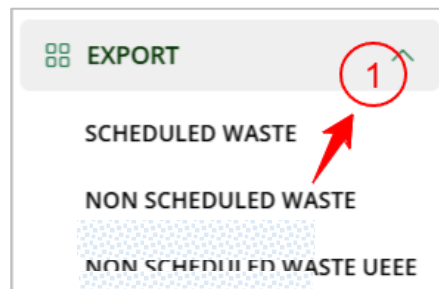 EXPORT
1
SCHEDULED WASTE
NON SCHEDULED WASTE
NON SCHEDULED WASTE UEEE